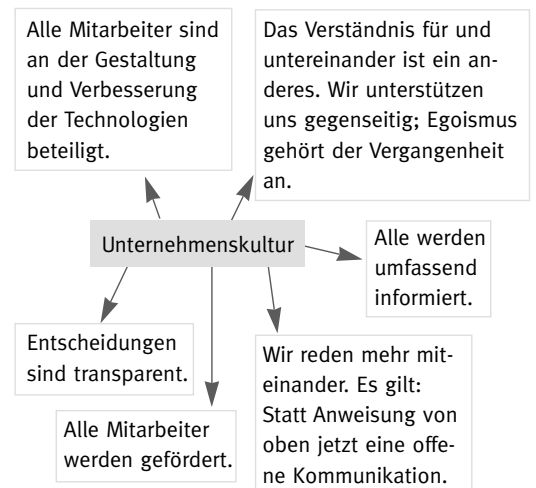 Alle Mitarbeiter sind
an der Gestaltung
und Verbesserung
der Technologien
beteiligt.
Das Verständnis für und
untereinander ist ein an-
deres. Wir unterstützen
uns gegenseitig; Egoismus
gehört der Vergangenheit
an.
Unternehmenskultur
Alle werden
umfassend
informiert.
Entscheidungen
sind transparent.
Alle Mitarbeiter
werden gefördert.
Wir reden mehr mit-
einander. Es gilt:
Statt Anweisung von
oben jetzt eine offe-
ne Kommunikation.